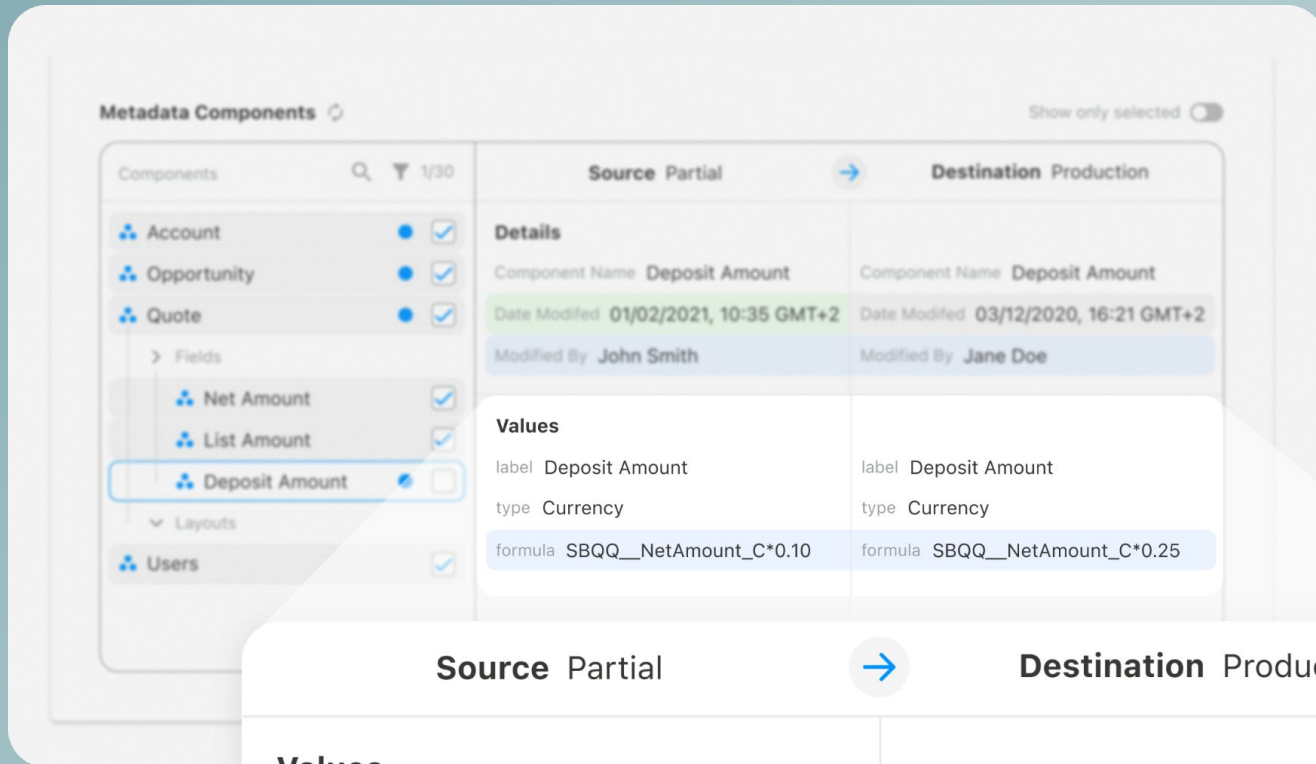 Metadata Components
Show only selected
Components 1/30
Source Partial
Destination Production
Account
Opportunity
Quote
Fields
Net Amount
List Amount
Deposit Amount
Layouts
Users
Details
Component Name Deposit Amount
Component Name Deposit Amount
Date Modifed 01/02/2021, 10:35 GMT+2
Date Modifed 03/12/2020, 16:21 GMT+2
Modified By John Smith
Modified By Jane Doe
Values
label Deposit Amount
label Deposit Amount
type Currency
type Currency
formula SBQQ__NetAmount_C*0.10
formula SBQQ__NetAmount_C*0.25
Source Partial
Destination Produc
Values